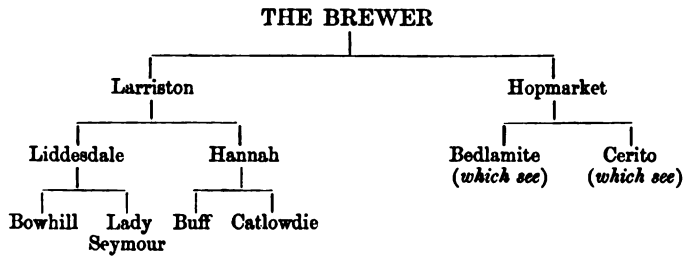 THE BREWER
Larriston Hopmarket
Liddesdale Hannah Bedlamite Cerito
(which see) (which see)
Bowhill Lady Buff Catlowdie
Seymour